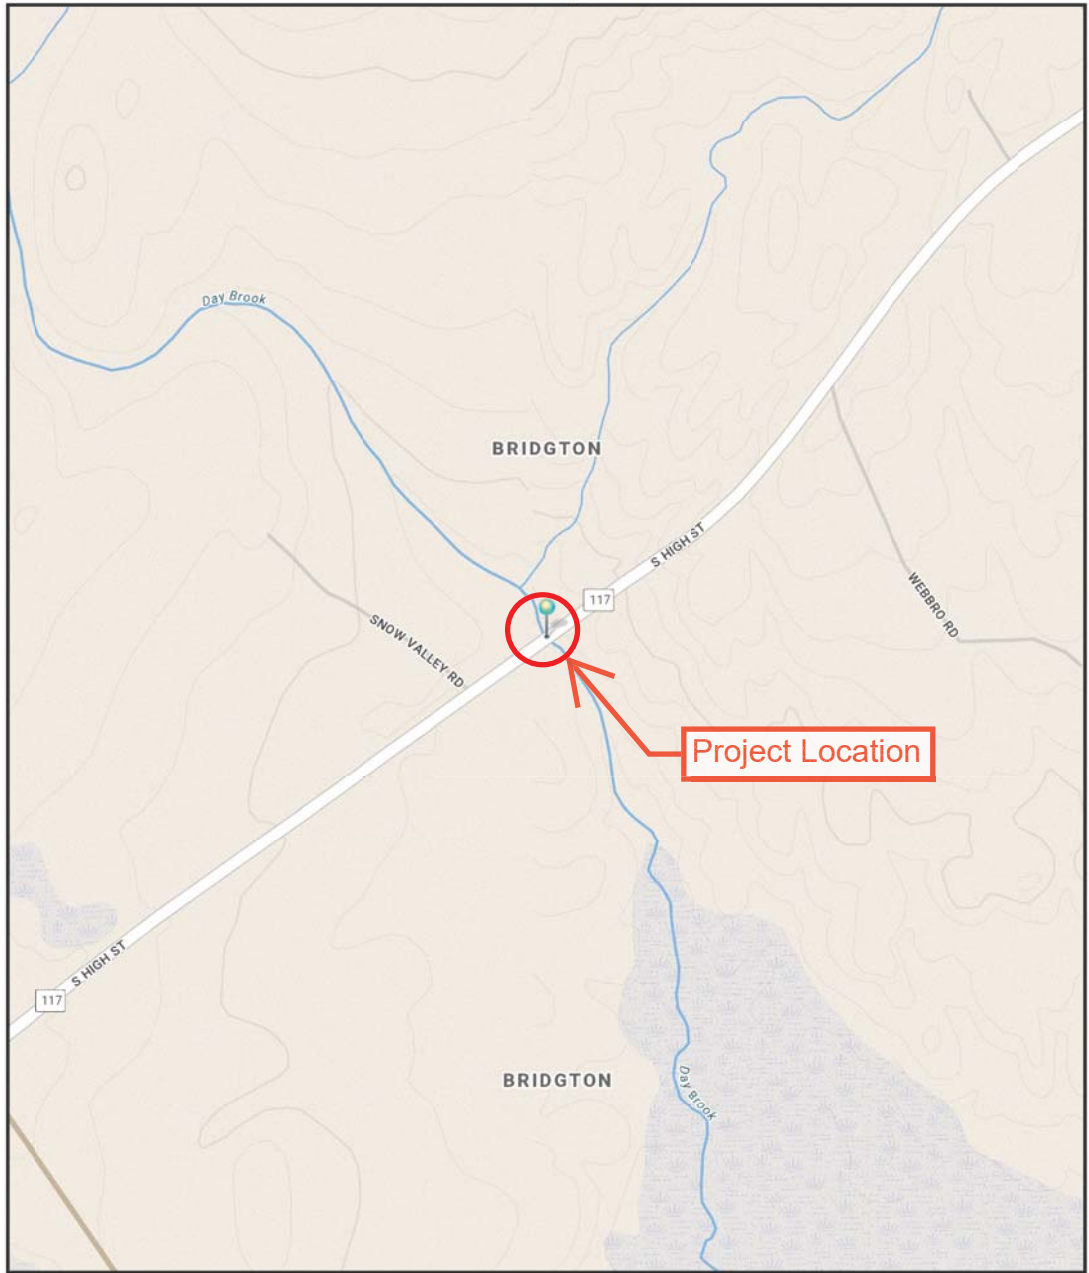 Day Brook
BRIDGTON
S HIGH ST
117
WEBBRO RD
SNOW VALLEY RD
Project Location
S HIGH ST
117
BRIDGTON
Day Brook